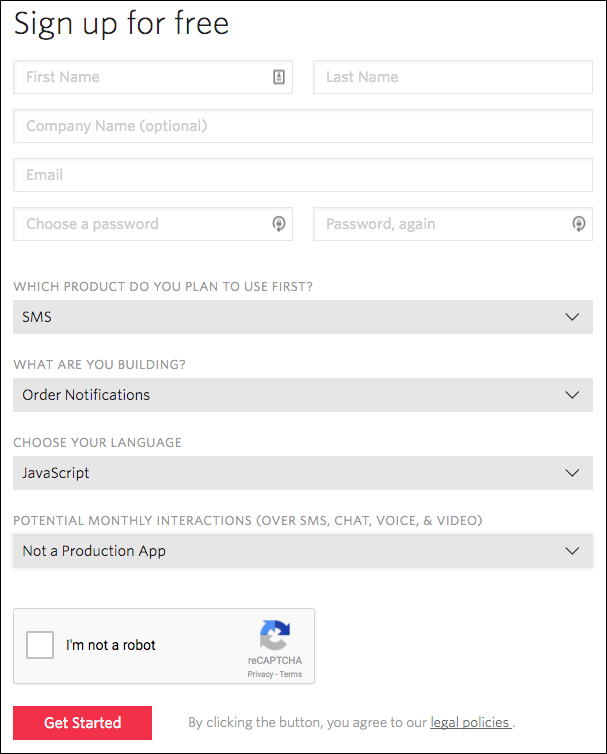 Sign up for free
First Name
Last Name
Company Name (optional)
Email
Choose a password
Password, again
WHICH PRODUCT DO YOU PLAN TO USE FIRST?
SMS
WHAT ARE YOU BUILDING?
Order Notifications
CHOOSE YOUR LANGUAGE
JavaScript
POTENTIAL MONTHLY INTERACTIONS (OVER SMS, CHAT, VOICE, & VIDEO)
Not a Production App
I'm not a robot
reCAPTCHA
Privacy - Terms
Get Started
By clicking the button, you agree to our legal policies .